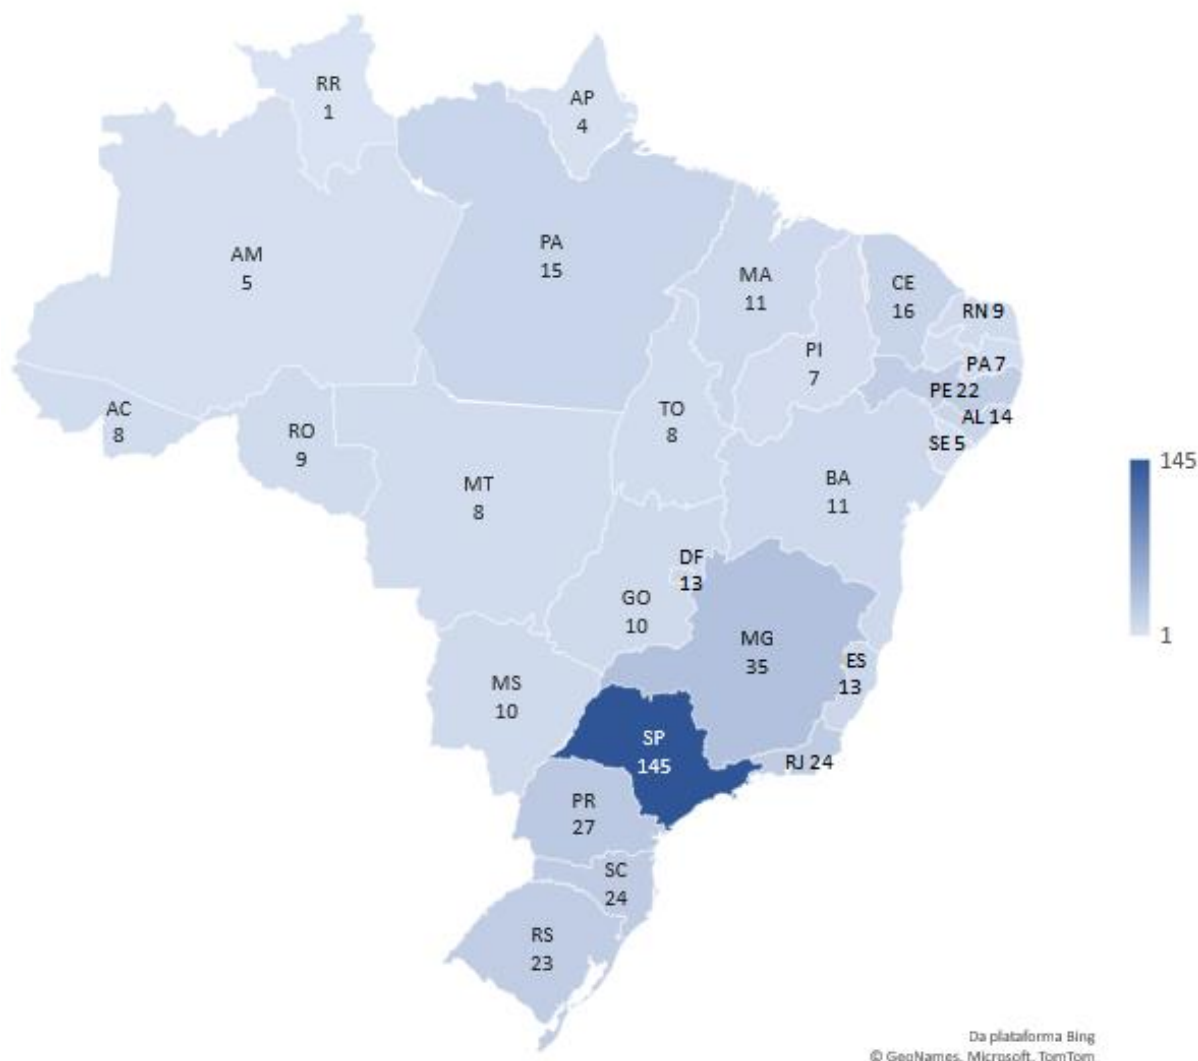 RR
1
AP
4
AM
5
PA
15
MA
11
CE
16
RN 9
PI
7
PA 7
PE 22
AL 14
SE 5
AC
8
RO
9
TO
8
MT
8
BA
11
145
DF
13
GO
10
MG
35
ES
13
1
MS
10
SP
145
RJ 24
PR
27
SC
24
RS
23
Da plataforma Bing
© GeoNames, Microsoft, TomTom